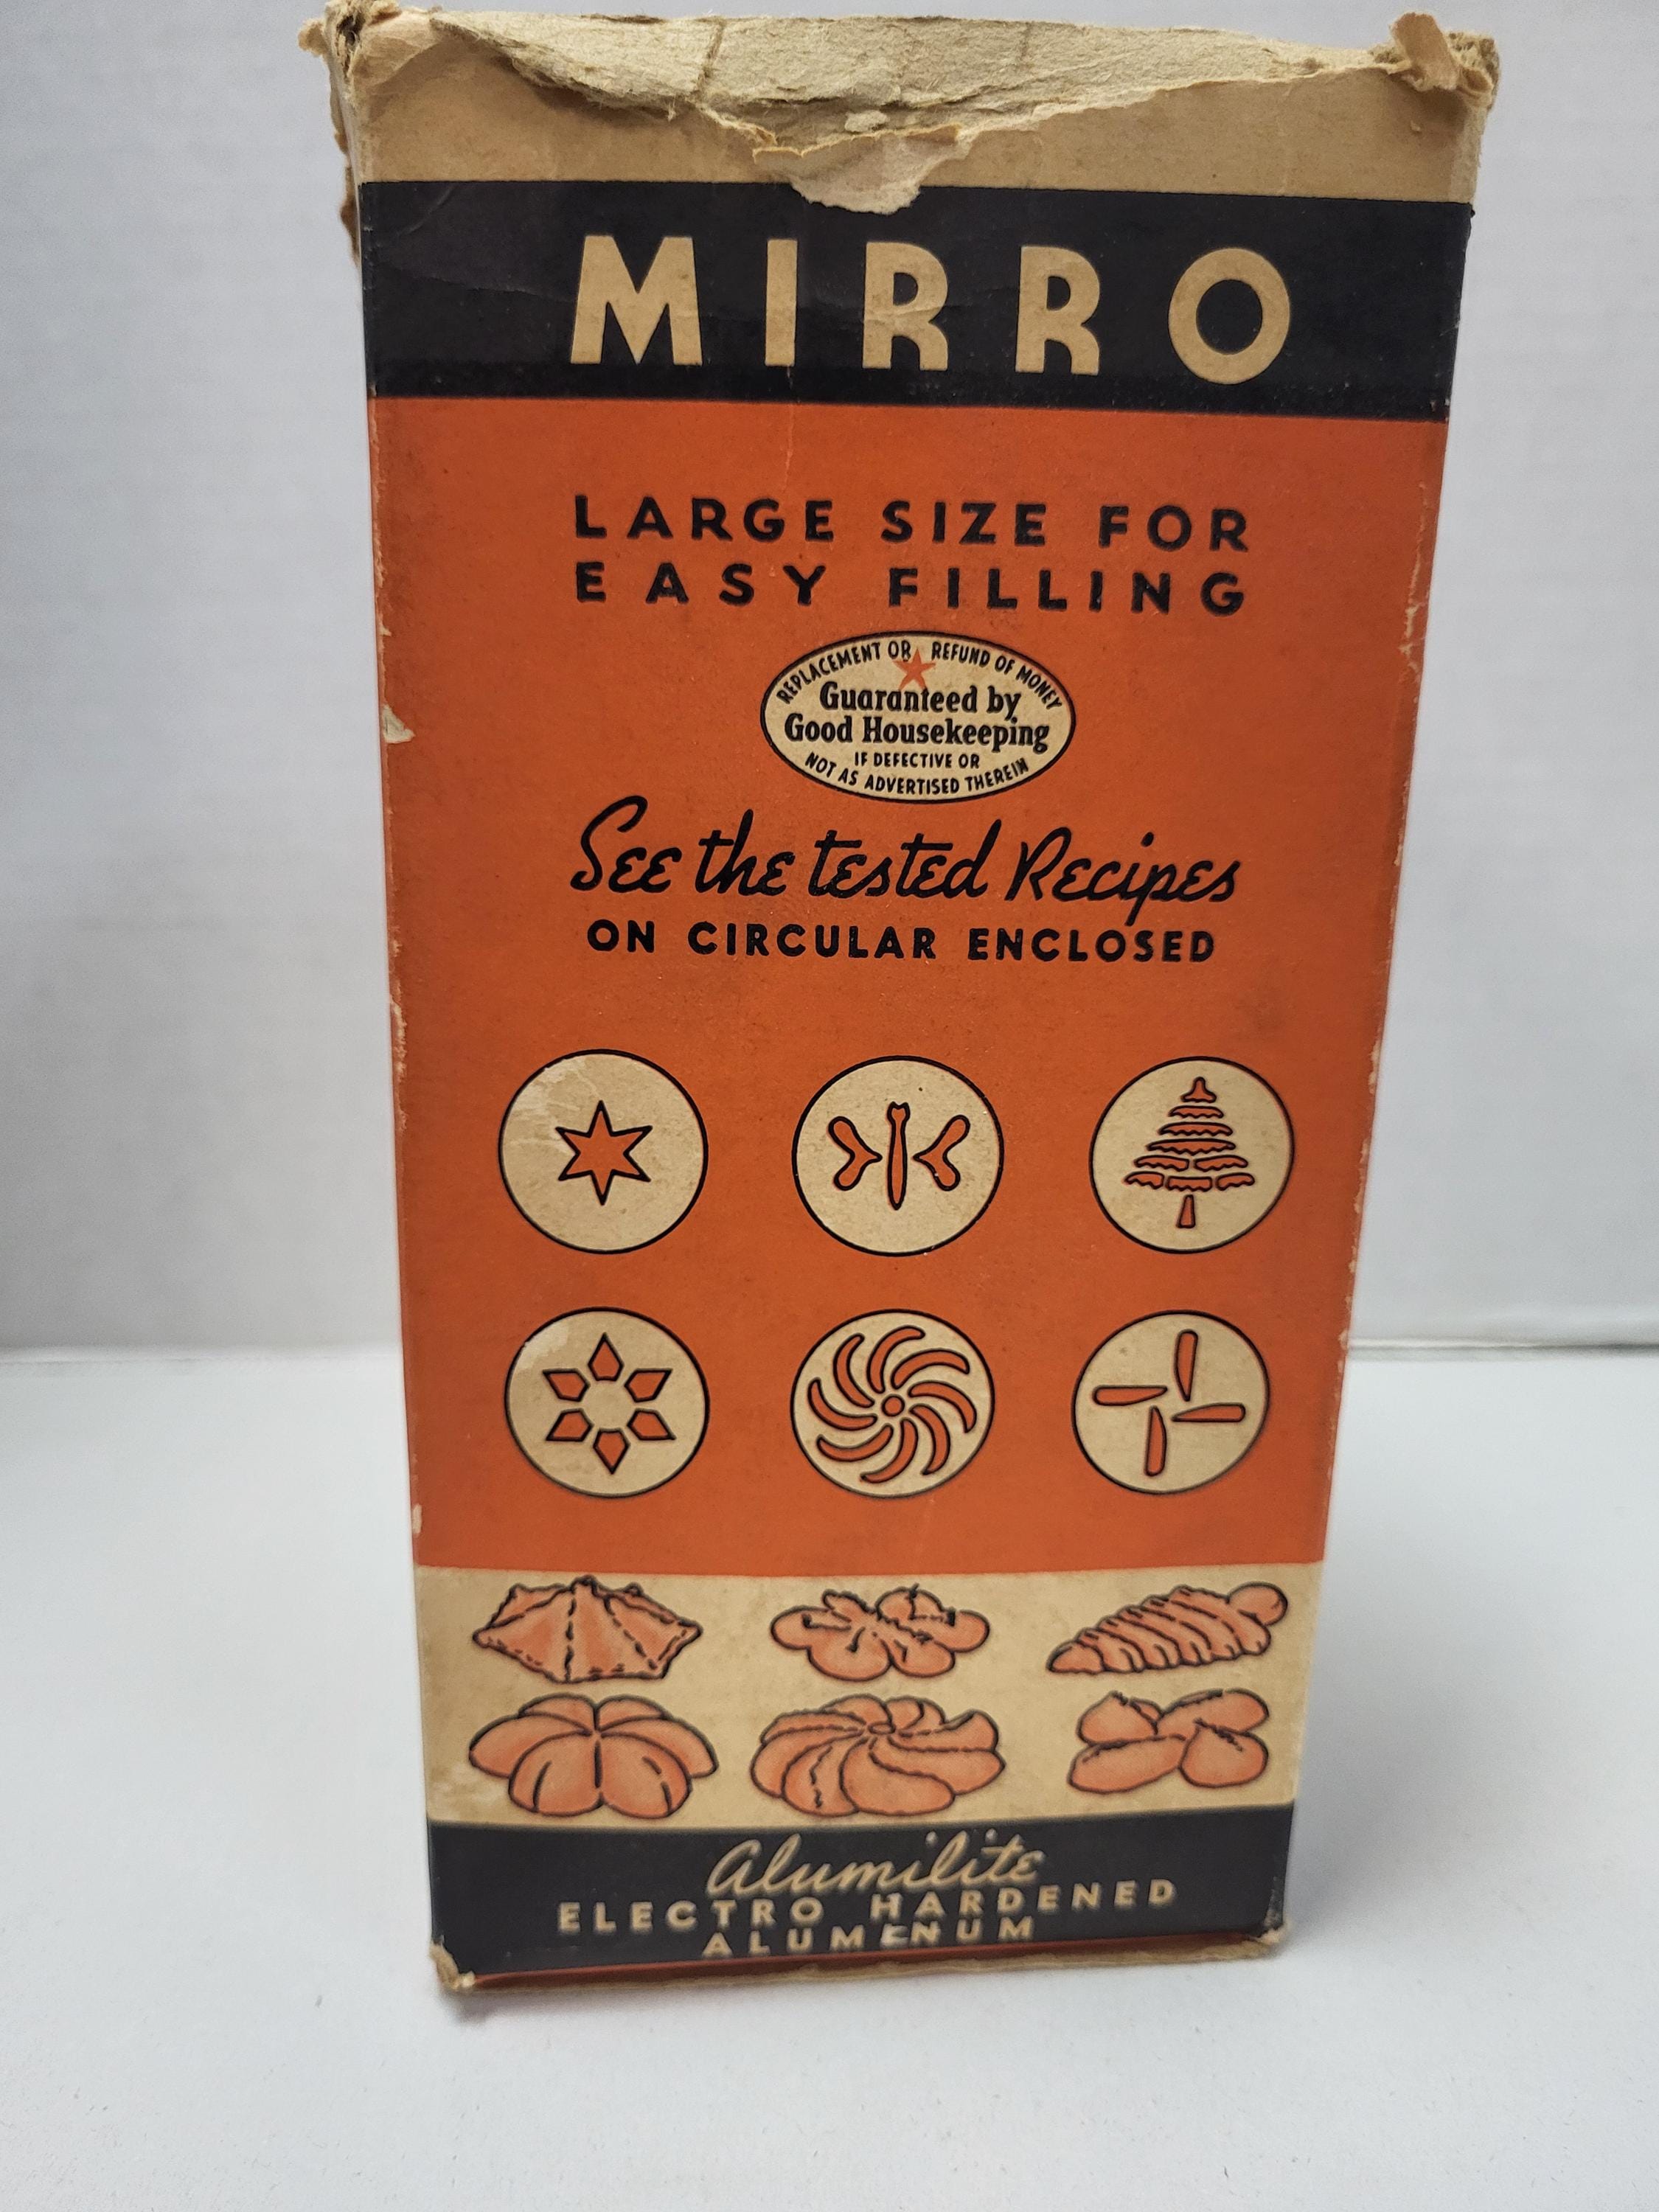 MIRRO
LARGE SIZE FOR
EASY FILLING
REPLACEMENT OR REFUND OF MONEY
Guaranteed by
Good Housekeeping
IF DEFECTIVE OR
NOT AS ADVERTISED THEREIN
See the tested Recipes
ON CIRCULAR ENCLOSED
Alumilite
ELECTRO HARDENED
ALUMENUM